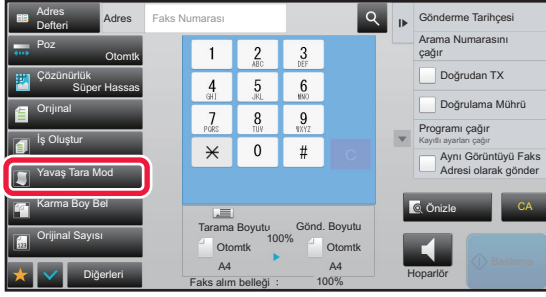 Adres
Defteri
Adres
Faks Numarası
Gönderme Tarihçesi
Poz
Otomtk
Çözünürlük
Süper Hassas
Orijinal
İş Oluştur
Yavaş Tara Mod
Karma Boy Bel
Orijinal Sayısı
Diğerleri
1
2
ABC
3
DEF
4
GHI
5
JKL
6
MNO
7
PQRS
8
TUV
9
WXYZ
0
#
C
Tarama Boyutu
Gönd. Boyutu
100%
Otomtk
Otomtk
A4
A4
Faks alım belleği :
100%
Arama Numarasını
çağır
Doğrudan TX
Doğrulama Mührü
Programı çağır
Kayıtlı ayarları çağır
Aynı Görüntüyü Faks
Adresi olarak gönder
Önizle
CA
Hoparlör
Başlama